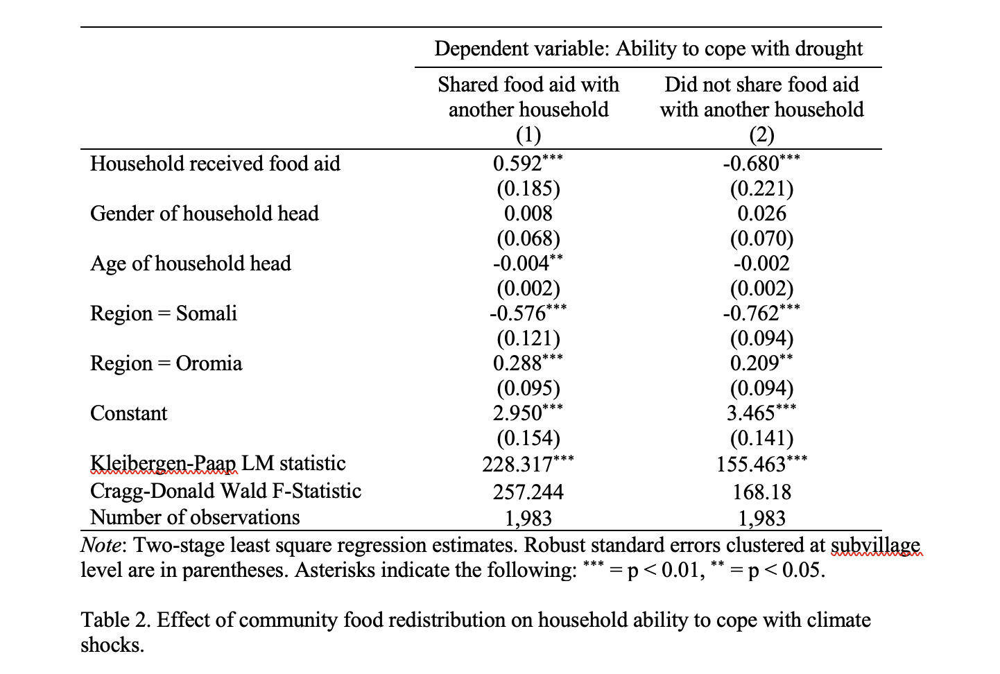 Dependent variable: Ability to cope with drought
Shared food aid with another household (1) Did not share food aid with another household (2)
Household received food aid 0.592*** -0.680***
(0.185) (0.221)
Gender of household head 0.008 0.026
(0.068) (0.070)
Age of household head -0.004** -0.002
(0.002) (0.002)
Region = Somali -0.576*** -0.762***
(0.121) (0.094)
Region = Oromia 0.288*** 0.209**
(0.095) (0.094)
Constant 2.950*** 3.465***
(0.154) (0.141)
Kleibergen-Paap LM statistic 228.317*** 155.463***
Cragg-Donald Wald F-Statistic 257.244 168.18
Number of observations 1,983 1,983
Note: Two-stage least square regression estimates. Robust standard errors clustered at subvillage
level are in parentheses. Asterisks indicate the following: *** = p < 0.01, ** = p < 0.05.
Table 2. Effect of community food redistribution on household ability to cope with climate
shocks.